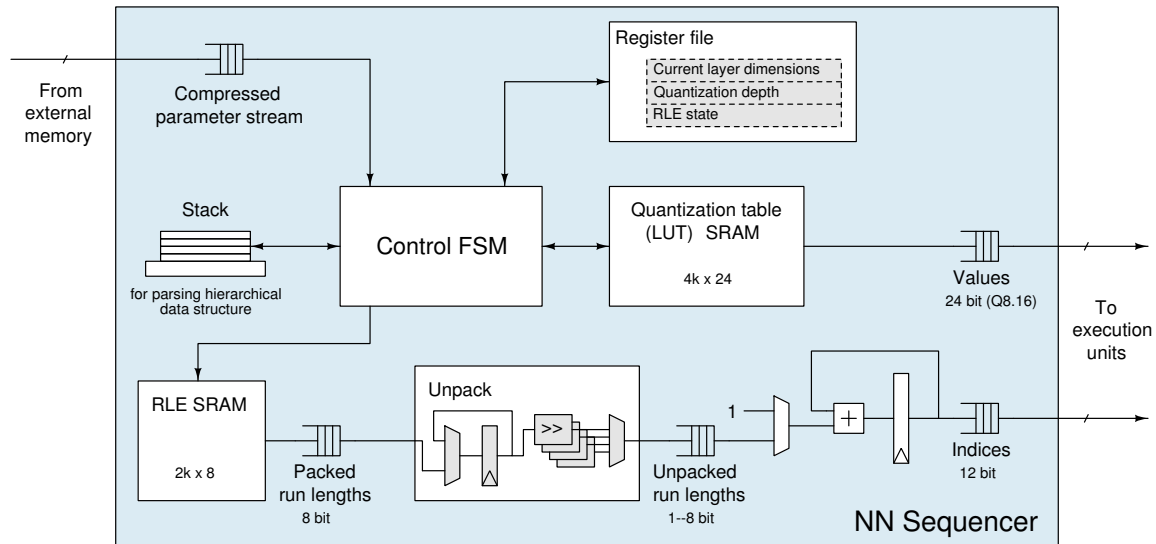 From
external
memory
Compressed
parameter stream
Register file
Current layer dimensions
Quantization depth
RLE state
Stack
for parsing hierarchical
data structure
Control FSM
Quantization table
(LUT) SRAM
4k x 24
Values
24 bit (Q8.16)
To
execution
units
RLE SRAM
2k x 8
Packed
run lengths
8 bit
Unpack
>>
Unpacked
run lengths
1--8 bit
1
+
Indices
12 bit
NN Sequencer